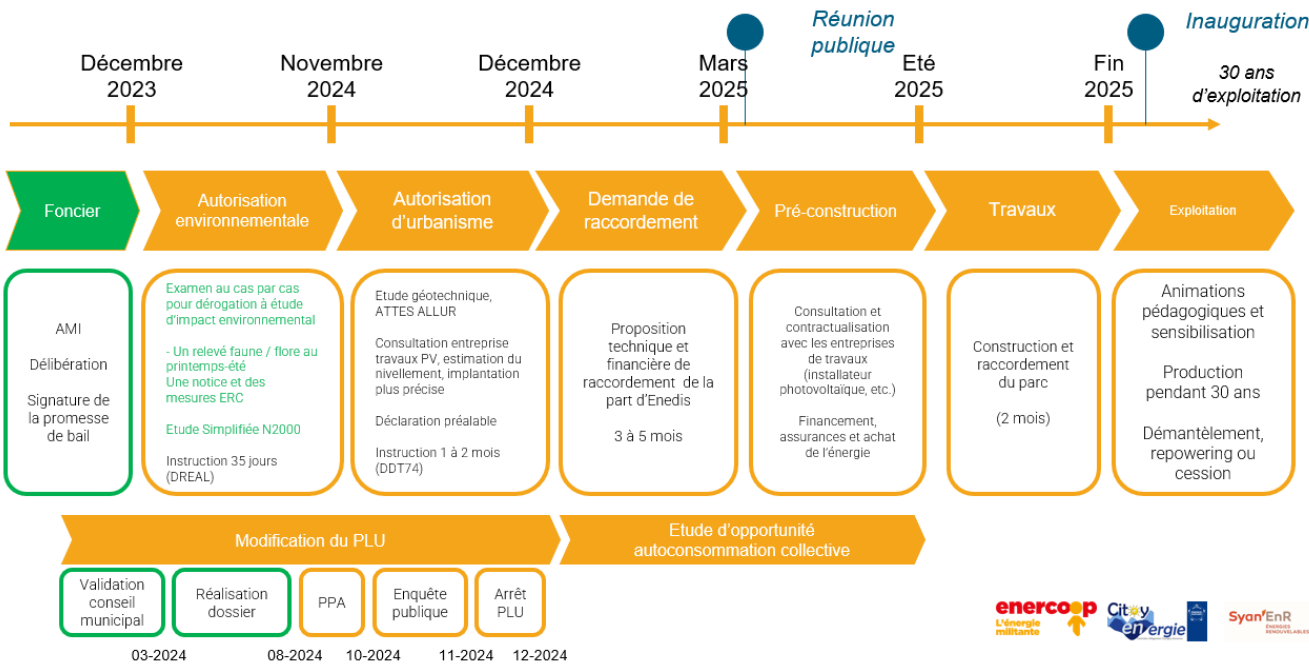 Réunion
publique
Inauguration
Décembre
2023
Novembre
2024
Décembre
2024
Mars
2025
Eté
2025
Fin
2025
30 ans
d'exploitation
Foncier
Autorisation
environnementale
Autorisation
d'urbanisme
Demande de
raccordement
Pré-construction
Travaux
Exploitation
AMI
Délibération
Signature de
la promesse
de bail
Examen au cas par cas
pour dérogation à étude
d'impact environnemental
- Un relevé faune / flore au
printemps-été
Une notice et des
mesures ERC
Etude Simplifiée N2000
Instruction 35 jours
(DREAL)
Etude géotechnique,
ATTES ALLUR
Consultation entreprise
travaux PV, estimation du
nivellement, implantation
plus précise
Déclaration préalable
Instruction 1 à 2 mois
(DDT74)
Proposition
technique et
financière de
raccordement de la
part d'Enedis
3 à 5 mois
Consultation et
contractualisation
avec les entreprises
de travaux
(installateur
photovoltaïque, etc.)
Financement,
assurances et achat
de l'énergie
Construction et
raccordement
du parc
(2 mois)
Animations
pédagogiques et
sensibilisation
Production
pendant 30 ans
Démantèlement,
repowering ou
cession
Modification du PLU
Etude d'opportunité
autoconsommation collective
Validation
conseil
municipal
Réalisation
dossier
PPA
Enquête
publique
Arrêt
PLU
03-2024
08-2024
10-2024
11-2024
12-2024
enercoop
L'énergie
militante
Citoy
energie
Syan'EnR
ÉNERGIES
RENOUVELABLES